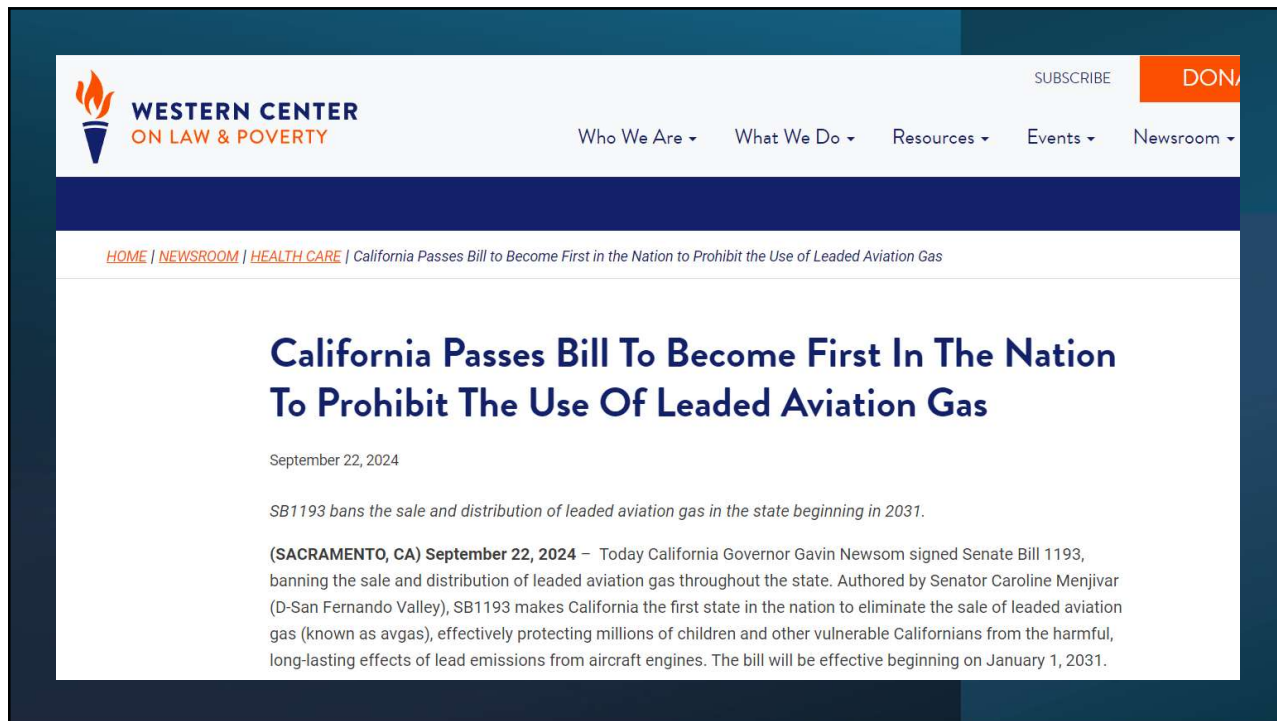 SUBSCRIBE
DONA
WESTERN CENTER
ON LAW & POVERTY
Who We Are
What We Do
Resources
Events
Newsroom
HOME | NEWSROOM | HEALTH CARE | California Passes Bill to Become First in the Nation to Prohibit the Use of Leaded Aviation Gas
California Passes Bill To Become First In The Nation
To Prohibit The Use Of Leaded Aviation Gas
September 22, 2024
SB1193 bans the sale and distribution of leaded aviation gas in the state beginning in 2031.
(SACRAMENTO, CA) September 22, 2024 – Today California Governor Gavin Newsom signed Senate Bill 1193,
banning the sale and distribution of leaded aviation gas throughout the state. Authored by Senator Caroline Menjivar
(D-San Fernando Valley), SB1193 makes California the first state in the nation to eliminate the sale of leaded aviation
gas (known as avgas), effectively protecting millions of children and other vulnerable Californians from the harmful,
long-lasting effects of lead emissions from aircraft engines. The bill will be effective beginning on January 1, 2031.